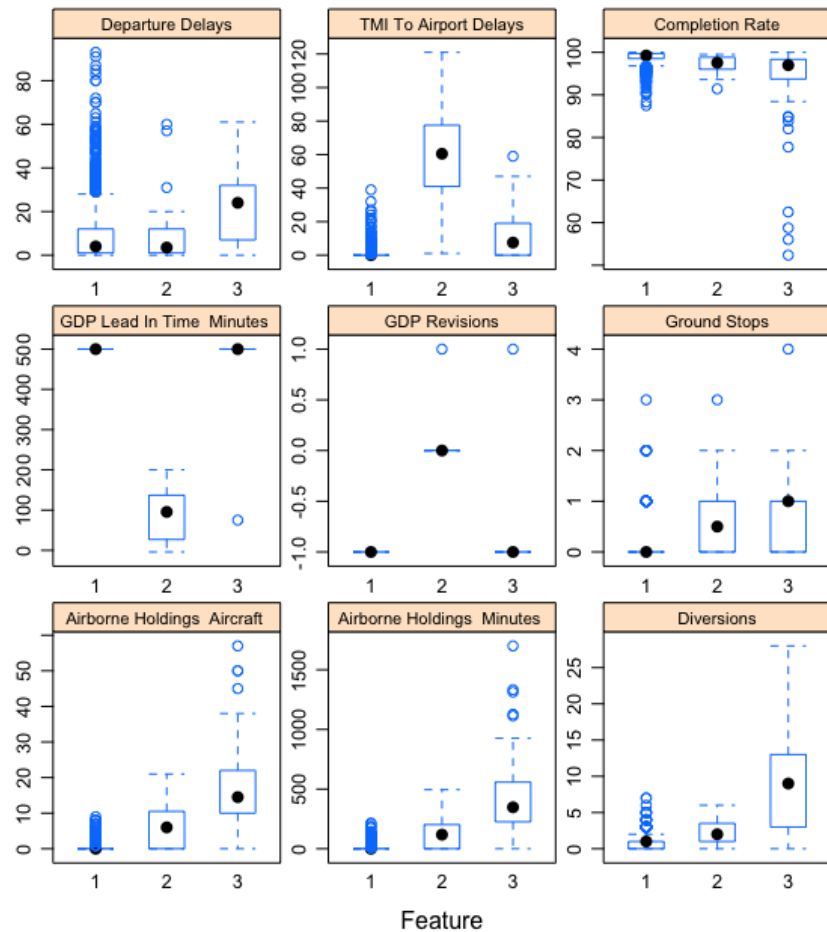 Departure Delays
TMI To Airport Delays
Completion Rate
0 20 40 60 80
0 20 40 60 80 100 120
60 70 80 90 100
1 2 3
1 2 3
1 2 3
GDP Lead In Time Minutes
GDP Revisions
Ground Stops
0 100 200 300 400 500
-1.0 -0.5 0.0 0.5 1.0
0 1 2 3 4
1 2 3
1 2 3
1 2 3
Airborne Holdings Aircraft
Airborne Holdings Minutes
Diversions
0 10 20 30 40 50
0 500 1000 1500
0 5 10 15 20 25
1 2 3
1 2 3
1 2 3
Feature